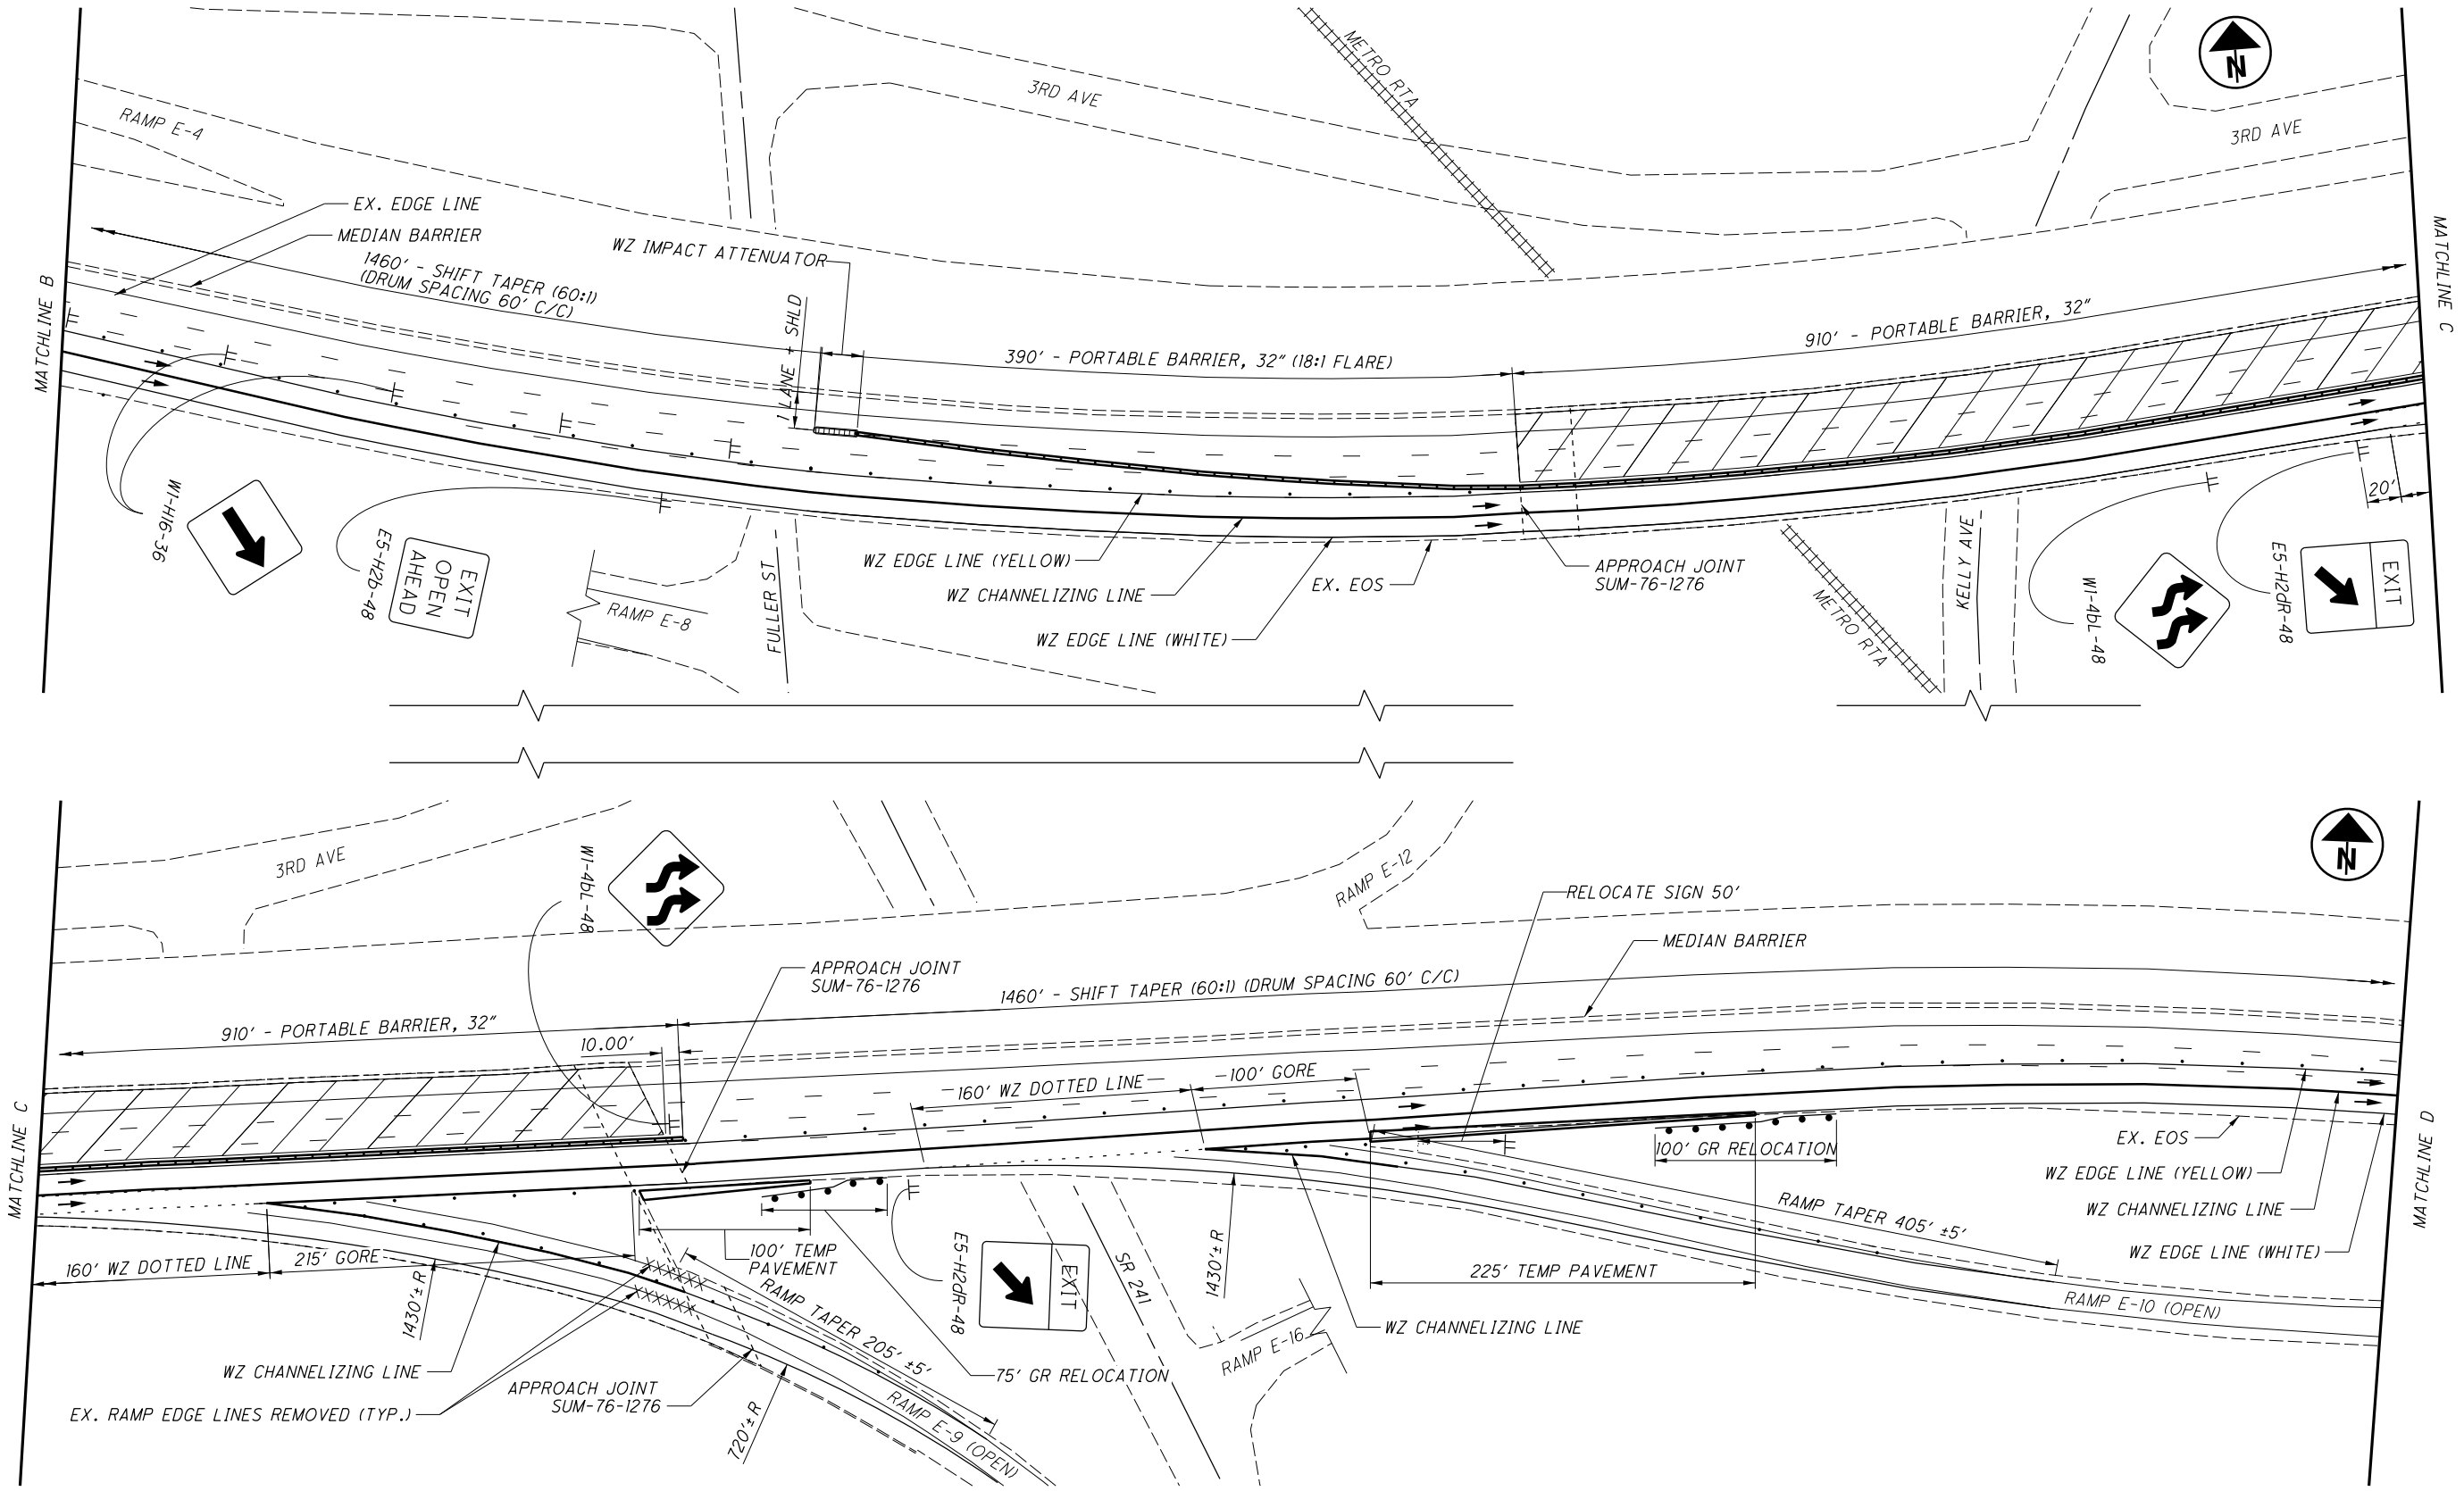 METRO RTA
N
3RD AVE
3RD AVE
RAMP E-4
EX. EDGE LINE
MEDIAN BARRIER
1460' - SHIFT TAPER (60:1)
(DRUM SPACING 60' C/C)
WZ IMPACT ATTENUATOR
1 LANE + SHLD
390' - PORTABLE BARRIER, 32" (18:1 FLARE)
910' - PORTABLE BARRIER, 32"
MATCHLINE B
MATCHLINE C
W1-H16-36
E5-H2b-48
EXIT
OPEN
AHEAD
RAMP E-8
FULLER ST
WZ EDGE LINE (YELLOW)
WZ CHANNELIZING LINE
WZ EDGE LINE (WHITE)
EX. EOS
APPROACH JOINT
SUM-76-1276
METRO RTA
KELLY AVE
W1-4bL-48
E5-H2dR-48
EXIT
20'
3RD AVE
W1-4bL-48
RAMP E-12
N
RELOCATE SIGN 50'
MEDIAN BARRIER
APPROACH JOINT
SUM-76-1276
1460' - SHIFT TAPER (60:1) (DRUM SPACING 60' C/C)
910' - PORTABLE BARRIER, 32"
10.00'
160' WZ DOTTED LINE
100' GORE
MATCHLINE C
MATCHLINE D
100' GR RELOCATION
EX. EOS
WZ EDGE LINE (YELLOW)
WZ CHANNELIZING LINE
WZ EDGE LINE (WHITE)
RAMP TAPER 405' ±5'
225' TEMP PAVEMENT
RAMP E-10 (OPEN)
160' WZ DOTTED LINE
215' GORE
1430'± R
100' TEMP
PAVEMENT
RAMP TAPER 205' ±5'
E5-H2dR-48
EXIT
SR 241
1430'± R
RAMP E-16
WZ CHANNELIZING LINE
WZ CHANNELIZING LINE
75' GR RELOCATION
APPROACH JOINT
SUM-76-1276
EX. RAMP EDGE LINES REMOVED (TYP.)
720'± R
RAMP E-9 (OPEN)